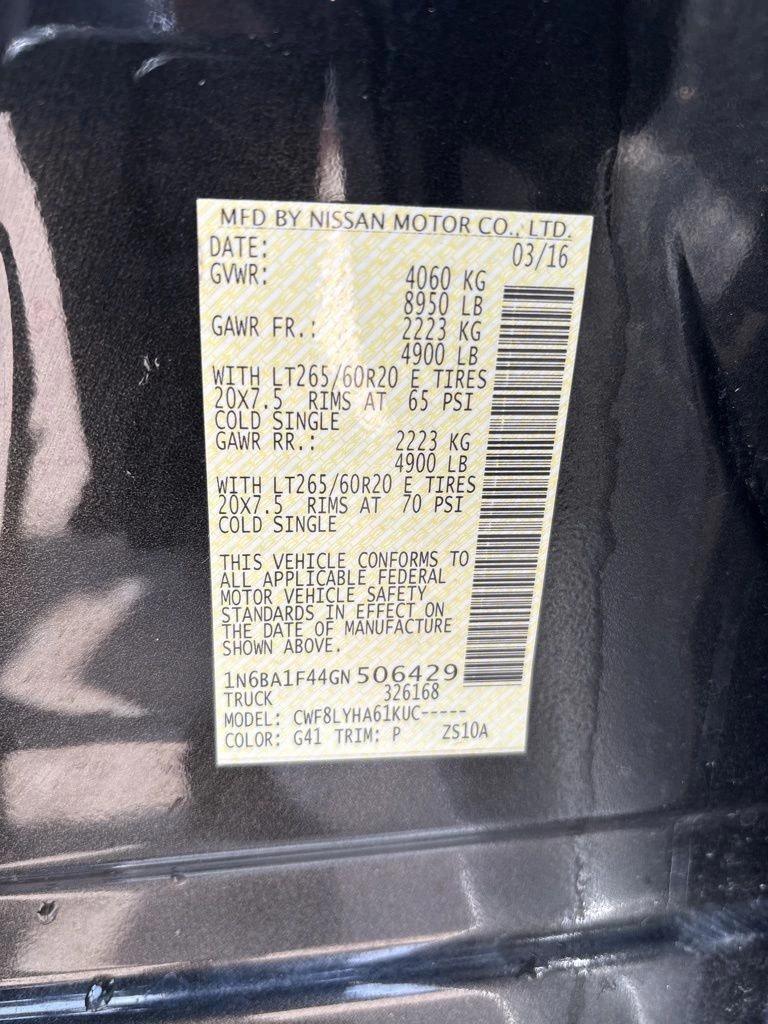 MFD BY NISSAN MOTOR CO., LTD.
DATE: 03/16
GVWR: 4060 KG
8950 LB
GAWR FR.: 2223 KG
4900 LB
WITH LT265/60R20 E TIRES
20X7.5 RIMS AT 65 PSI
COLD SINGLE
GAWR RR.: 2223 KG
4900 LB
WITH LT265/60R20 E TIRES
20X7.5 RIMS AT 70 PSI
COLD SINGLE
THIS VEHICLE CONFORMS TO
ALL APPLICABLE FEDERAL
MOTOR VEHICLE SAFETY
STANDARDS IN EFFECT ON
THE DATE OF MANUFACTURE
SHOWN ABOVE.
1N6BA1F44GN506429
TRUCK 326168
MODEL: CWF8LYHA61KUC-----
COLOR: G41 TRIM: P ZS10A